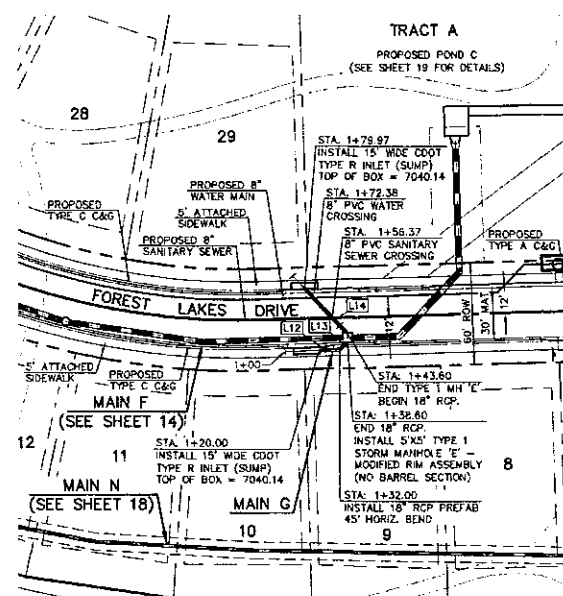 TRACT A
PROPOSED POND C
(SEE SHEET 19 FOR DETAILS)
28
29
STA. 1+79.97
INSTALL 15' WIDE CDOT
TYPE R INLET (SUMP)
TOP OF BOX = 7040.14
PROPOSED 8"
WATER MAIN
STA. 1+72.38
8" PVC WATER
CROSSING
PROPOSED
TYPE C C&G
5' ATTACHED
SIDEWALK
STA. 1+56.37
8" PVC SANITARY
SEWER CROSSING
PROPOSED 8"
SANITARY SEWER
PROPOSED
TYPE A C&G
FOREST LAKES DRIVE
L14
L12
L13
12'
60' ROW
30' MAT
12'
1+00
5' ATTACHED
SIDEWALK
PROPOSED
TYPE C C&G
STA: 1+43.60
END TYPE 1 MH 'E'
BEGIN 18" RCP.
MAIN F
(SEE SHEET 14)
STA: 1+38.60
END 18" RCP.
INSTALL 5'X5' TYPE 1
STORM MANHOLE 'E' –
MODIFIED RIM ASSEMBLY
(NO BARREL SECTION)
12
11
STA. 1+20.00
INSTALL 15' WIDE CDOT
TYPE R INLET (SUMP)
TOP OF BOX = 7040.14
8
MAIN N
(SEE SHEET 18)
MAIN G
STA: 1+32.00
INSTALL 18" RCP PREFAB
45' HORIZ. BEND
10
9